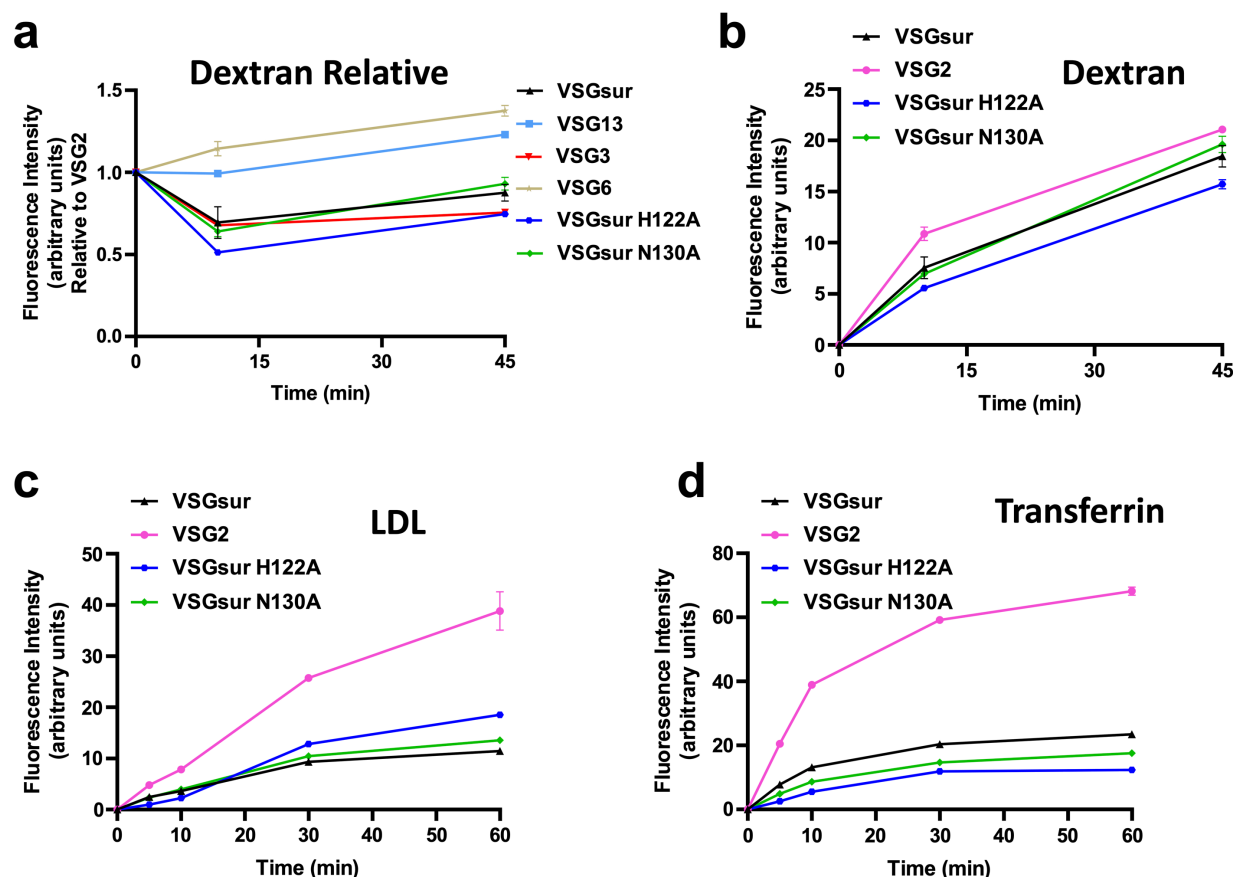 a
Dextran Relative
Fluorescence Intensity
(arbitrary units)
Relative to VSG2
1.5
1.0
0.5
0.0
0 15 30 45
Time (min)
VSGsur
VSG13
VSG3
VSG6
VSGsur H122A
VSGsur N130A
b
VSGsur
VSG2
VSGsur H122A
VSGsur N130A
Dextran
Fluorescence Intensity
(arbitrary units)
25
20
15
10
5
0
0 15 30 45
Time (min)
c
VSGsur
VSG2
VSGsur H122A
VSGsur N130A
LDL
Fluorescence Intensity
(arbitrary units)
50
40
30
20
10
0
0 10 20 30 40 50 60
Time (min)
d
VSGsur
VSG2
VSGsur H122A
VSGsur N130A
Transferrin
Fluorescence Intensity
(arbitrary units)
80
60
40
20
0
0 10 20 30 40 50 60
Time (min)